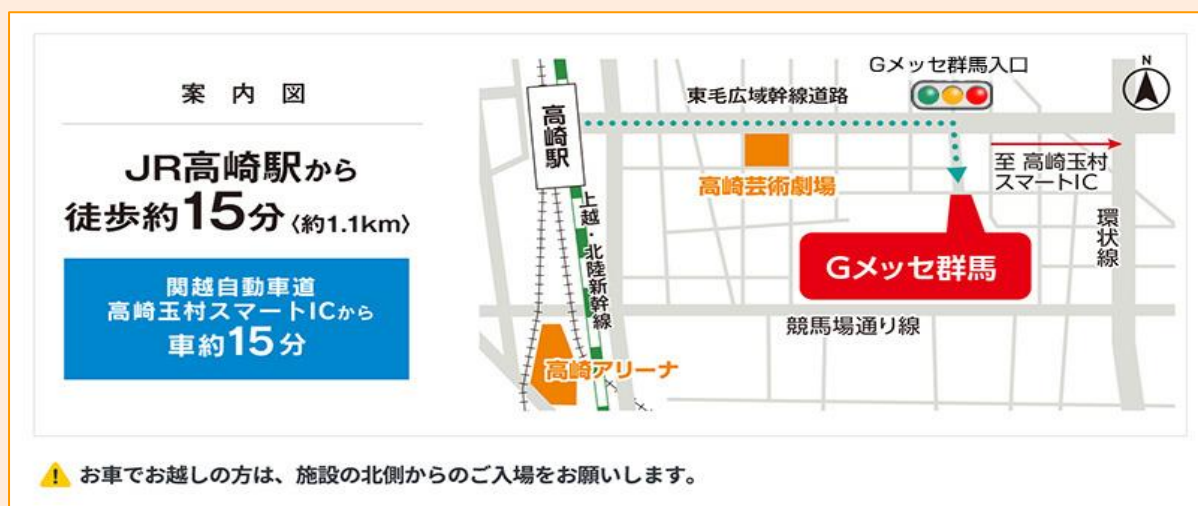 案内図
JR高崎駅から
徒歩約15分〈約1.1km〉
関越自動車道
高崎玉村スマートICから
車約15分
Gメッセ群馬入口
N
東毛広域幹線道路
高崎駅
至 高崎玉村
スマートIC
高崎芸術劇場
上越・北陸新幹線
環状線
Gメッセ群馬
競馬場通り線
高崎アリーナ
お車でお越しの方は、施設の北側からのご入場をお願いします。